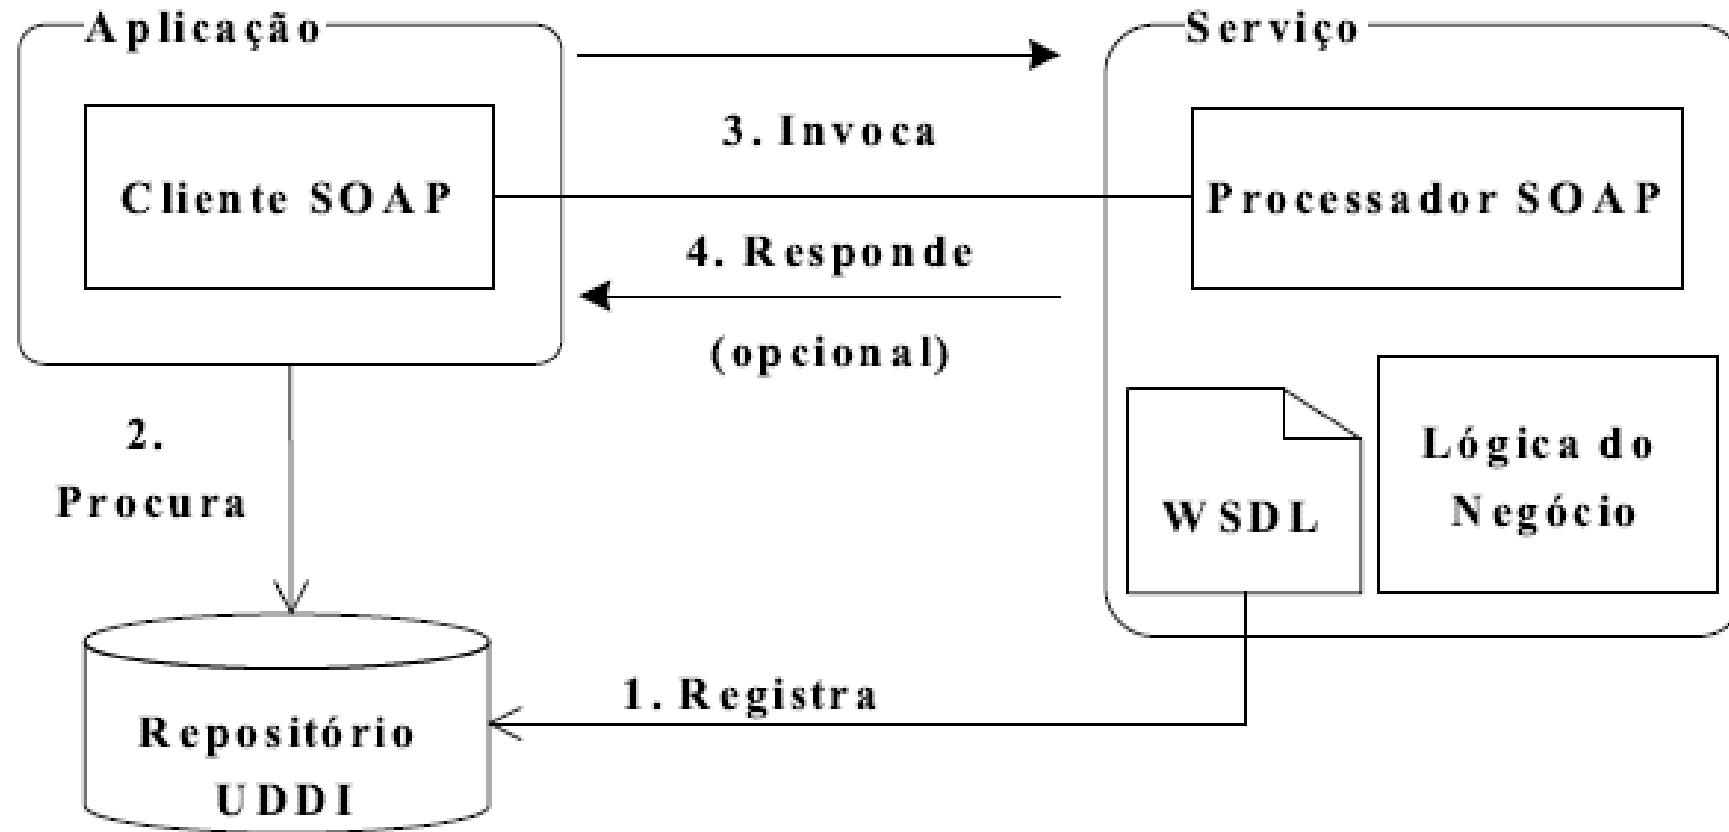 Aplicação
Serviço
3. Invoca
Cliente SOAP
Processador SOAP
4. Responde
(opcional)
2.
Procura
WSDL
Lógica do
Negócio
1. Registra
Repositório
UDDI